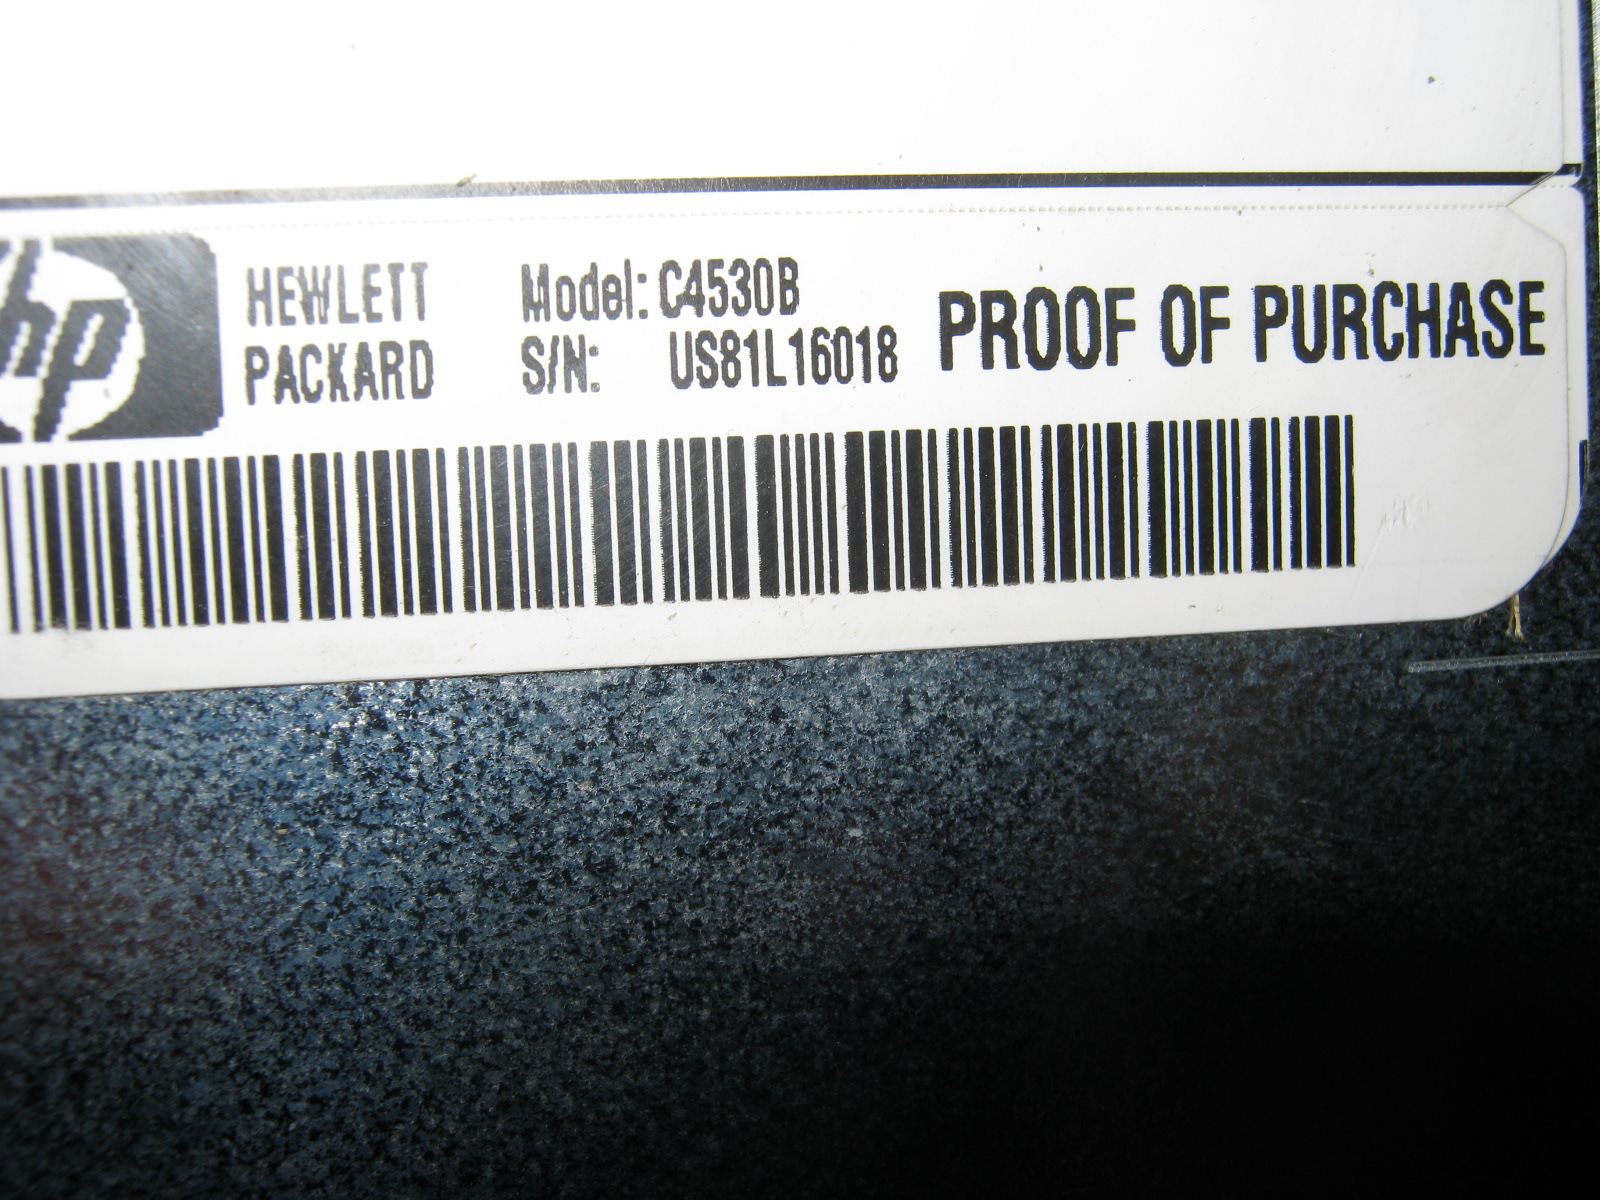 hp
HEWLETT
PACKARD
Model: C4530B
S/N: US81L16018
PROOF OF PURCHASE